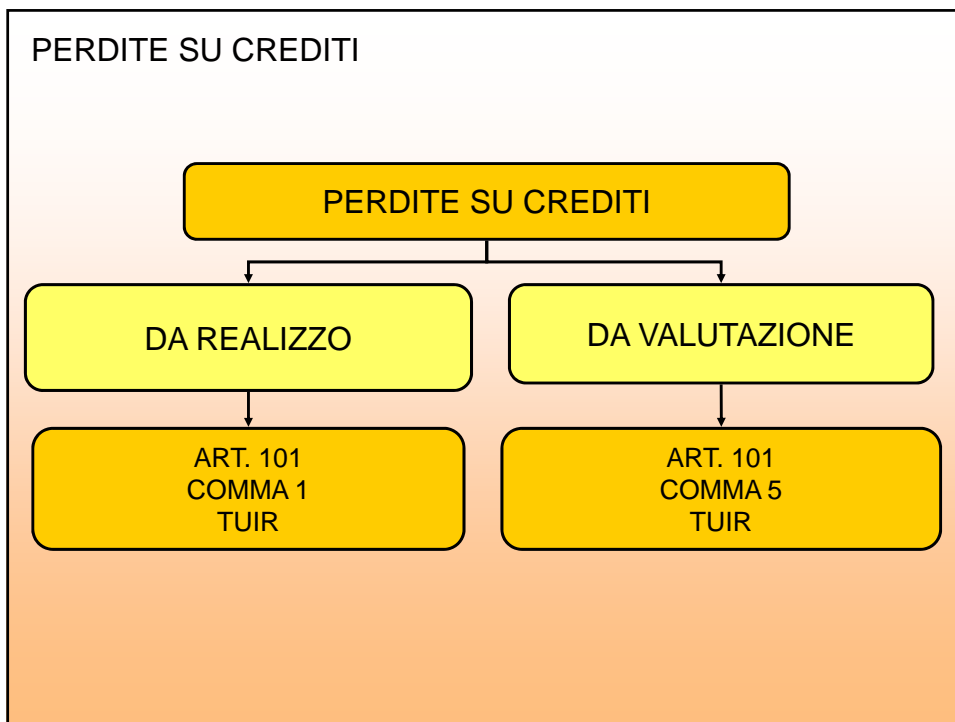 PERDITE SU CREDITI
PERDITE SU CREDITI
DA REALIZZO
DA VALUTAZIONE
ART. 101
COMMA 1
TUIR
ART. 101
COMMA 5
TUIR